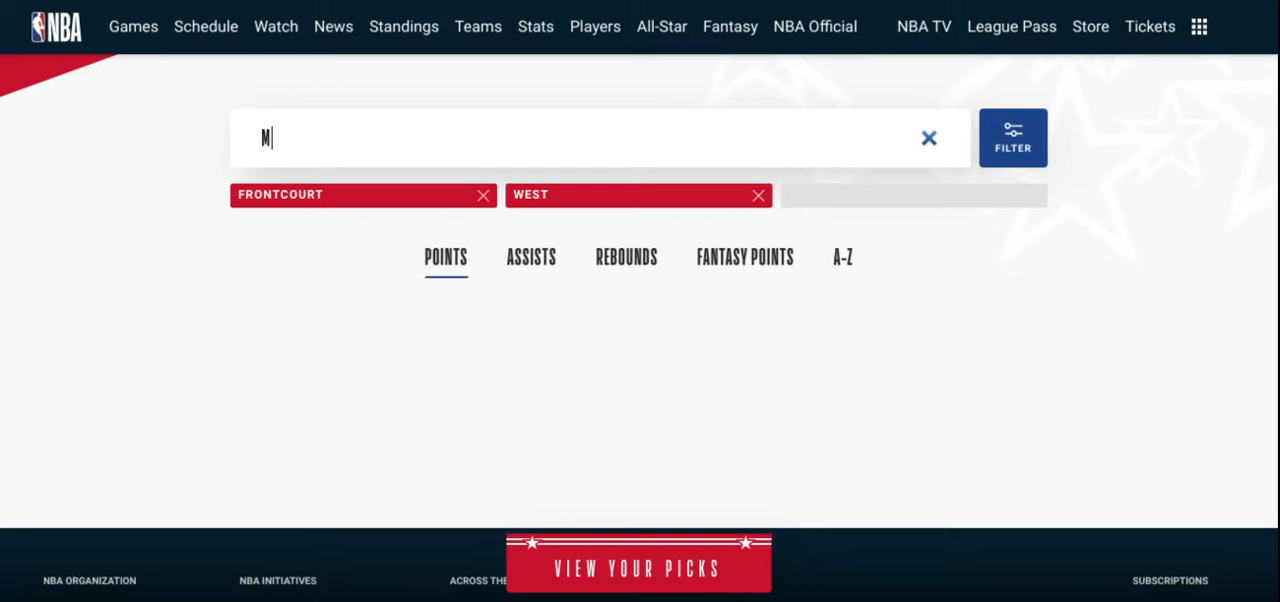 NBA Games Schedule Watch News Standings Teams Stats Players All-Star Fantasy NBA Official NBA TV League Pass Store Tickets
M
FILTER
FRONTCOURT WEST
POINTS ASSISTS REBOUNDS FANTASY POINTS A-Z
VIEW YOUR PICKS
NBA ORGANIZATION NBA INITIATIVES ACROSS THE SUBSCRIPTIONS